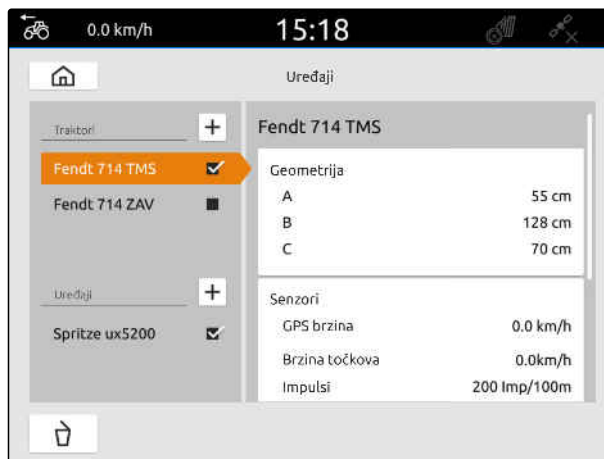 0.0 km/h 15:18
Uređaji
Traktori
Fendt 714 TMS
Fendt 714 ZAV
Uređaji
Spritze ux5200
Fendt 714 TMS
Geometrija
A 55 cm
B 128 cm
C 70 cm
Senzori
GPS brzina 0.0 km/h
Brzina točkova 0.0km/h
Impulsi 200 Imp/100m